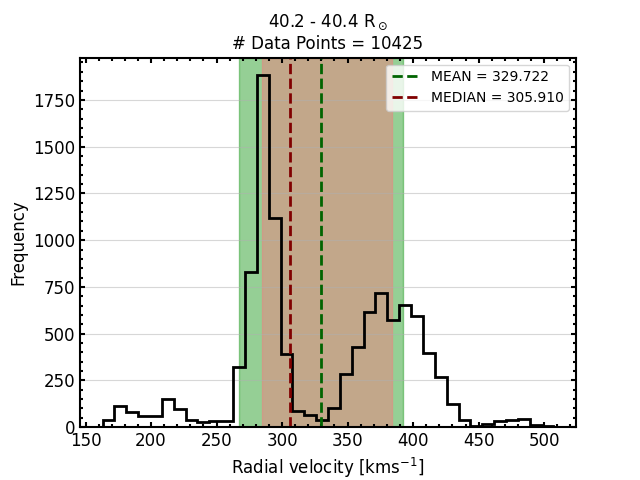 40.2 - 40.4 R⊙
# Data Points = 10425
MEAN = 329.722
MEDIAN = 305.910
Frequency
1750
1500
1250
1000
750
500
250
0
150 200 250 300 350 400 450 500
Radial velocity [kms⁻¹]